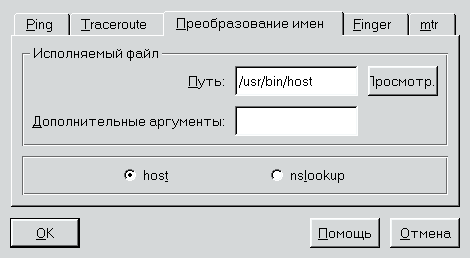 Ping Traceroute Преобразование имен Finger mtr
Исполняемый файл
Путь: /usr/bin/host Просмотр.
Дополнительные аргументы:
host nslookup
OK Помощь Отмена